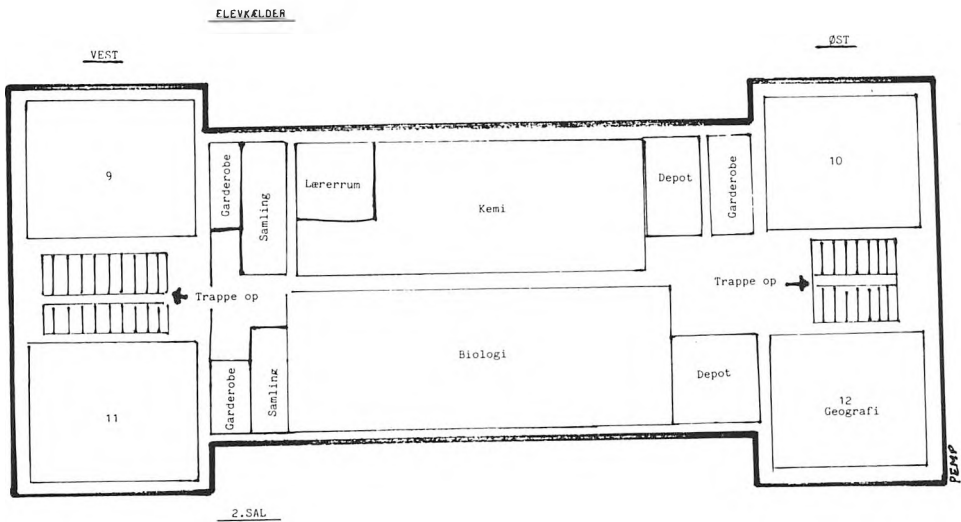 ELEVKÆLDER
VEST
ØST
9
Garderobe
Samling
Lærerrum
Kemi
Depot
Garderobe
10
Trappe op
Trappe op
11
Garderobe
Samling
Biologi
Depot
12
Geografi
PEMP
2.SAL